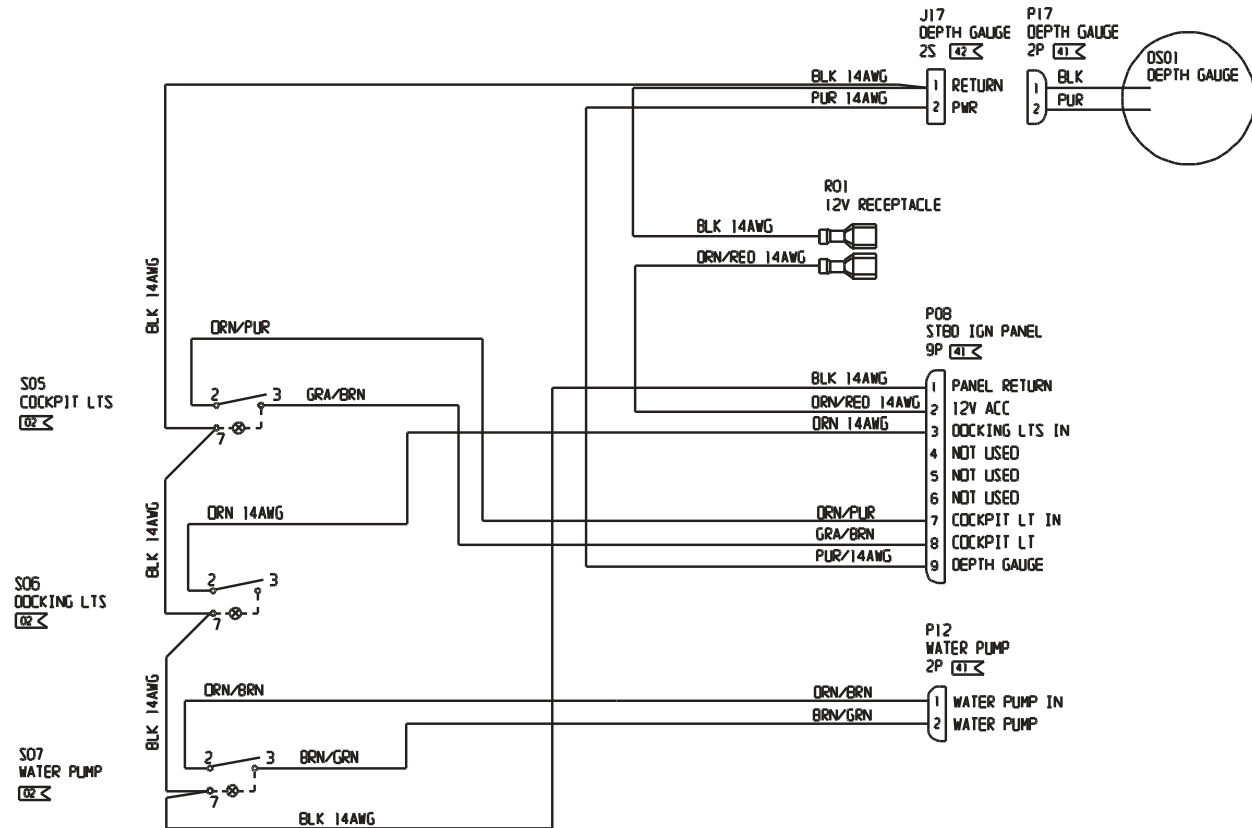 J17
DEPTH GAUGE
2S 42
P17
DEPTH GAUGE
2P 41
DS01
DEPTH GAUGE
BLK 14AWG
PUR 14AWG
1 RETURN
2 PWR
1
2
BLK
PUR
R01
12V RECEPTACLE
BLK 14AWG
ORN/RED 14AWG
BLK 14AWG
ORN/PUR
S05
COCKPIT LTS
02
2 3
GRA/BRN
7
P08
STBD IGN PANEL
9P 41
BLK 14AWG
1 PANEL RETURN
ORN/RED 14AWG
2 12V ACC
ORN 14AWG
3 DOCKING LTS IN
4 NOT USED
5 NOT USED
6 NOT USED
ORN/PUR
7 COCKPIT LT IN
GRA/BRN
8 COCKPIT LT
PUR/14AWG
9 DEPTH GAUGE
BLK 14AWG
ORN 14AWG
S06
DOCKING LTS
02
2 3
7
P12
WATER PUMP
2P 41
BLK 14AWG
ORN/BRN
ORN/BRN
1 WATER PUMP IN
BRN/GRN
2 WATER PUMP
S07
WATER PUMP
02
2 3
BRN/GRN
7
BLK 14AWG